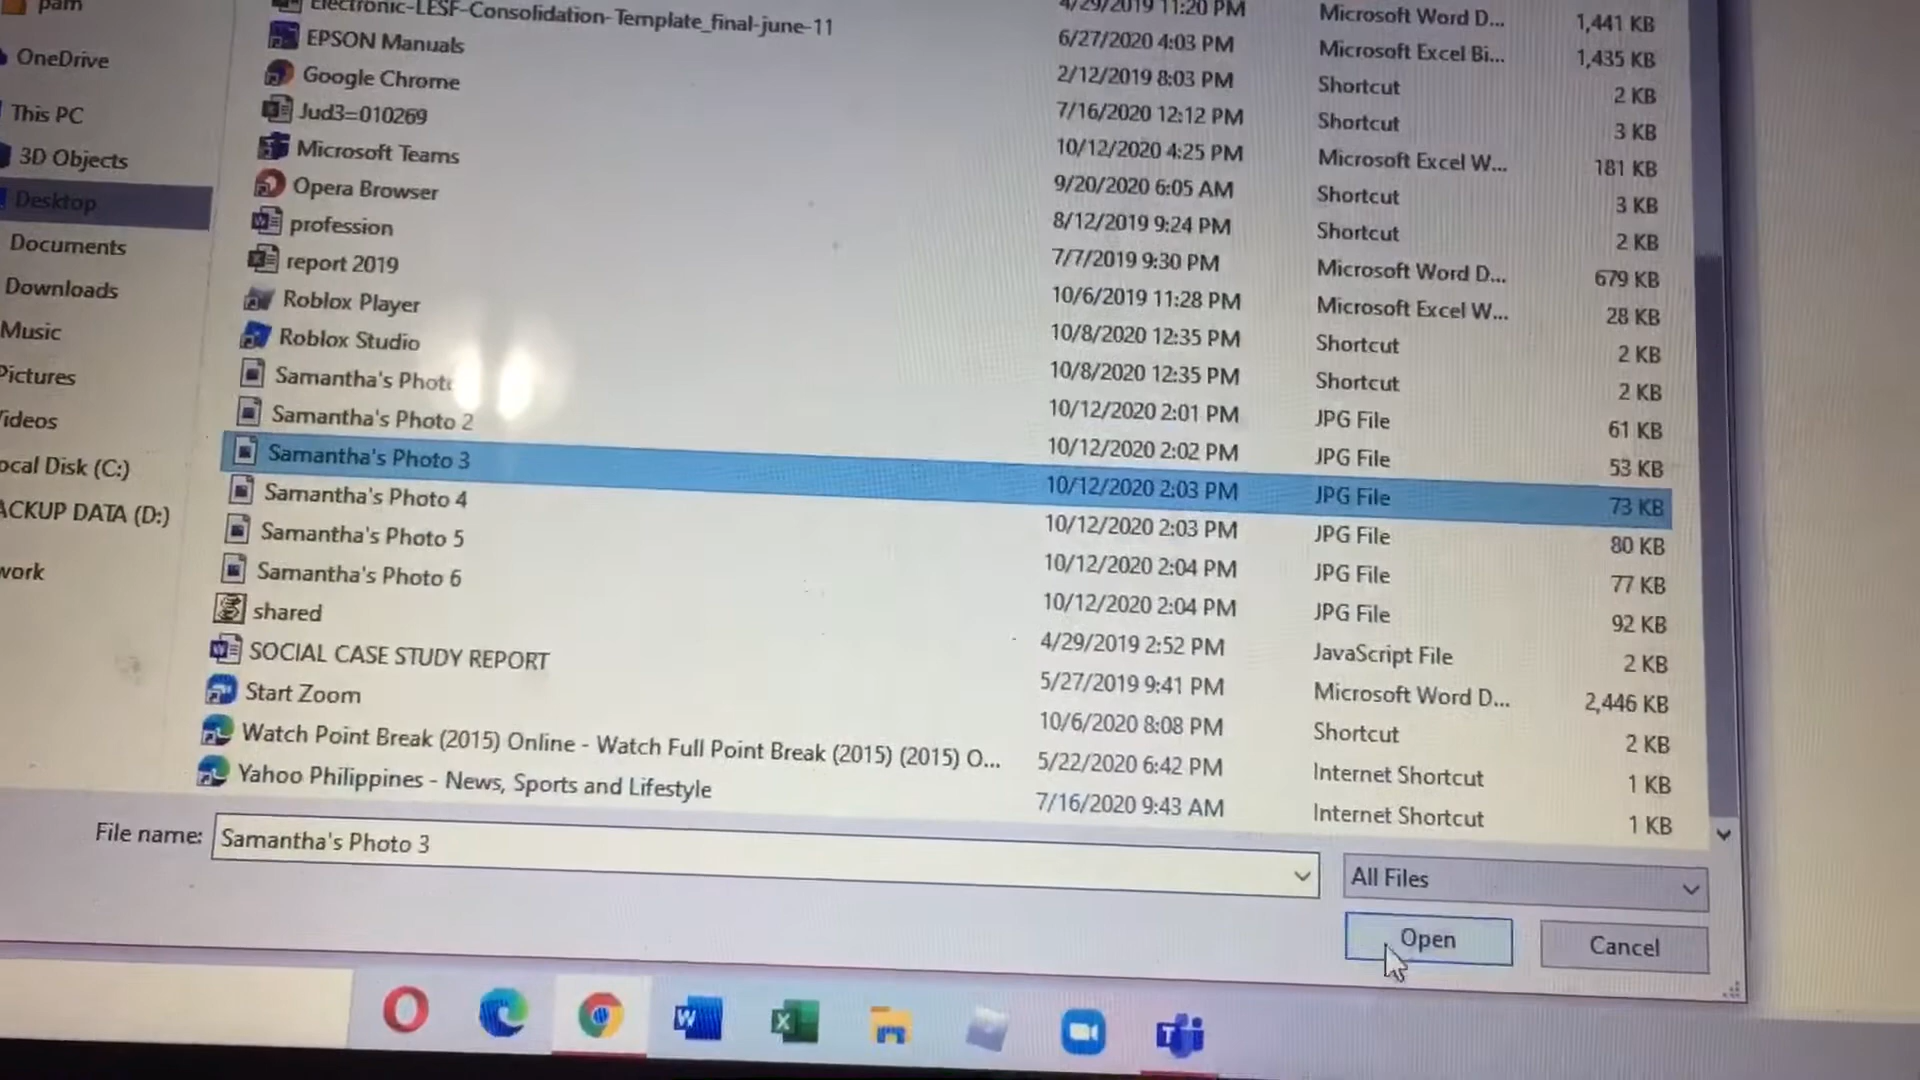 pam
Electronic-LESF-Consolidation-Template_final-june-11 4/29/2019 11:20 PM Microsoft Word D... 1,441 KB
OneDrive
EPSON Manuals 6/27/2020 4:03 PM Microsoft Excel Bi... 1,435 KB
Google Chrome 2/12/2019 8:03 PM Shortcut 2 KB
This PC
Jud3=010269 7/16/2020 12:12 PM Shortcut 3 KB
3D Objects
Microsoft Teams 10/12/2020 4:25 PM Microsoft Excel W... 181 KB
Desktop
Opera Browser 9/20/2020 6:05 AM Shortcut 3 KB
profession 8/12/2019 9:24 PM Shortcut 2 KB
Documents
report 2019 7/7/2019 9:30 PM Microsoft Word D... 679 KB
Downloads
Roblox Player 10/6/2019 11:28 PM Microsoft Excel W... 28 KB
Music
Roblox Studio 10/8/2020 12:35 PM Shortcut 2 KB
Pictures
Samantha's Photo 10/8/2020 12:35 PM Shortcut 2 KB
ideos
Samantha's Photo 2 10/12/2020 2:01 PM JPG File 61 KB
ocal Disk (C:)
Samantha's Photo 3 10/12/2020 2:02 PM JPG File 53 KB
Samantha's Photo 4 10/12/2020 2:03 PM JPG File 73 KB
ACKUP DATA (D:)
Samantha's Photo 5 10/12/2020 2:03 PM JPG File 80 KB
work
Samantha's Photo 6 10/12/2020 2:04 PM JPG File 77 KB
shared 10/12/2020 2:04 PM JPG File 92 KB
SOCIAL CASE STUDY REPORT 4/29/2019 2:52 PM JavaScript File 2 KB
Start Zoom 5/27/2019 9:41 PM Microsoft Word D... 2,446 KB
Watch Point Break (2015) Online - Watch Full Point Break (2015) (2015) O... 10/6/2020 8:08 PM Shortcut 2 KB
Yahoo Philippines - News, Sports and Lifestyle 5/22/2020 6:42 PM Internet Shortcut 1 KB
7/16/2020 9:43 AM Internet Shortcut 1 KB
File name: Samantha's Photo 3 All Files
Open Cancel